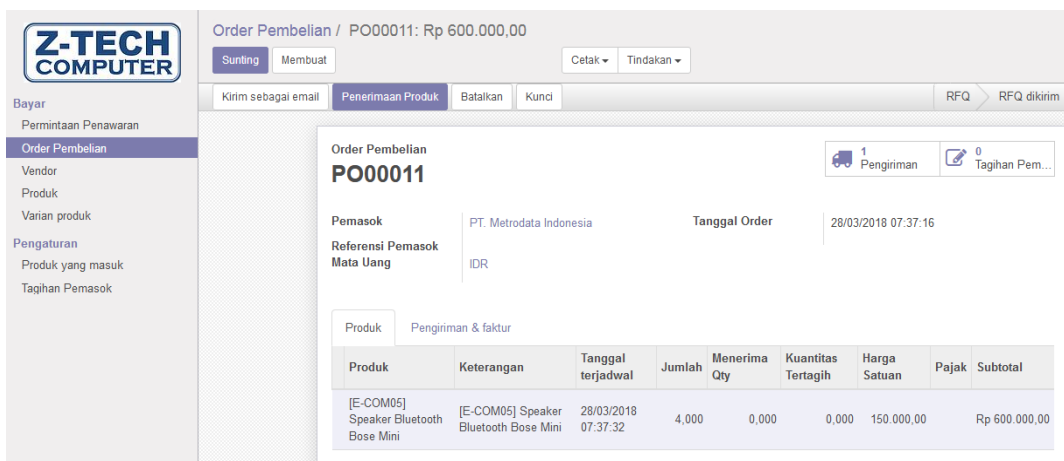 Z-TECH
COMPUTER
Bayar
Permintaan Penawaran
Order Pembelian
Vendor
Produk
Varian produk
Pengaturan
Produk yang masuk
Tagihan Pemasok
Order Pembelian / PO00011: Rp 600.000,00
Sunting Membuat Cetak Tindakan
Kirim sebagai email Penerimaan Produk Batalkan Kunci RFQ RFQ dikirim
Order Pembelian
PO00011
1
Pengiriman
0
Tagihan Pem...
Pemasok PT. Metrodata Indonesia Tanggal Order 28/03/2018 07:37:16
Referensi Pemasok
Mata Uang IDR
Produk Pengiriman & faktur
Produk Keterangan Tanggal terjadwal Jumlah Menerima Qty Kuantitas Tertagih Harga Satuan Pajak Subtotal
[E-COM05] Speaker Bluetooth Bose Mini [E-COM05] Speaker Bluetooth Bose Mini 28/03/2018 07:37:32 4,000 0,000 0,000 150.000,00 Rp 600.000,00